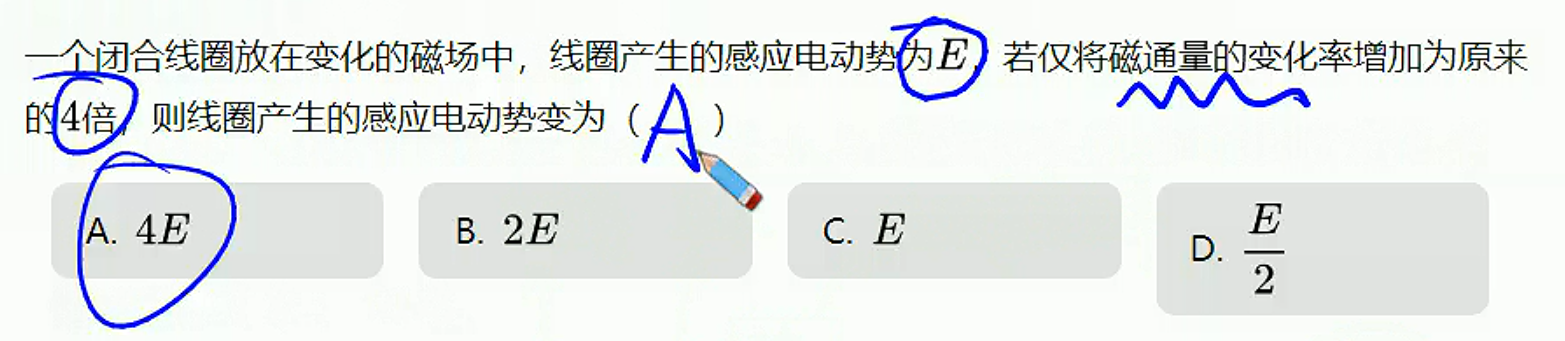 一个闭合线圈放在变化的磁场中，线圈产生的感应电动势为E，若仅将磁通量的变化率增加为原来
的4倍，则线圈产生的感应电动势变为（A）
A. 4E B. 2E C. E D. E/2